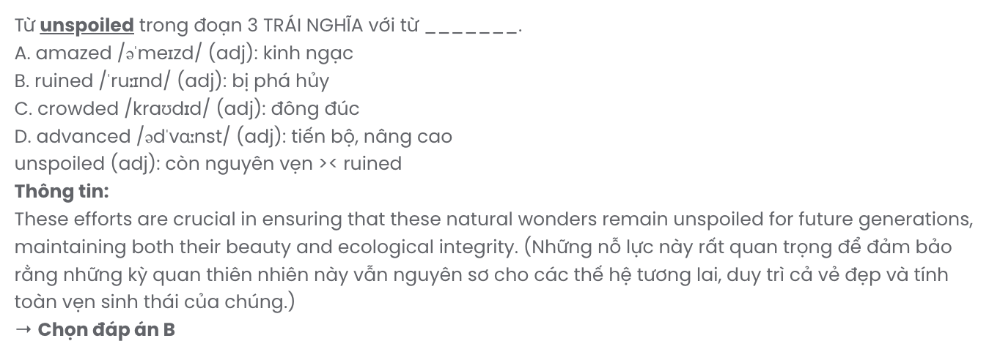 Từ unspoiled trong đoạn 3 TRÁI NGHĨA với từ _______.
A. amazed /əˈmeɪzd/ (adj): kinh ngạc
B. ruined /ˈruːɪnd/ (adj): bị phá hủy
C. crowded /kraʊdɪd/ (adj): đông đúc
D. advanced /ədˈvɑːnst/ (adj): tiến bộ, nâng cao
unspoiled (adj): còn nguyên vẹn >< ruined
Thông tin:
These efforts are crucial in ensuring that these natural wonders remain unspoiled for future generations,
maintaining both their beauty and ecological integrity. (Những nỗ lực này rất quan trọng để đảm bảo
rằng những kỳ quan thiên nhiên này vẫn nguyên sơ cho các thế hệ tương lai, duy trì cả vẻ đẹp và tính
toàn vẹn sinh thái của chúng.)
→ Chọn đáp án B